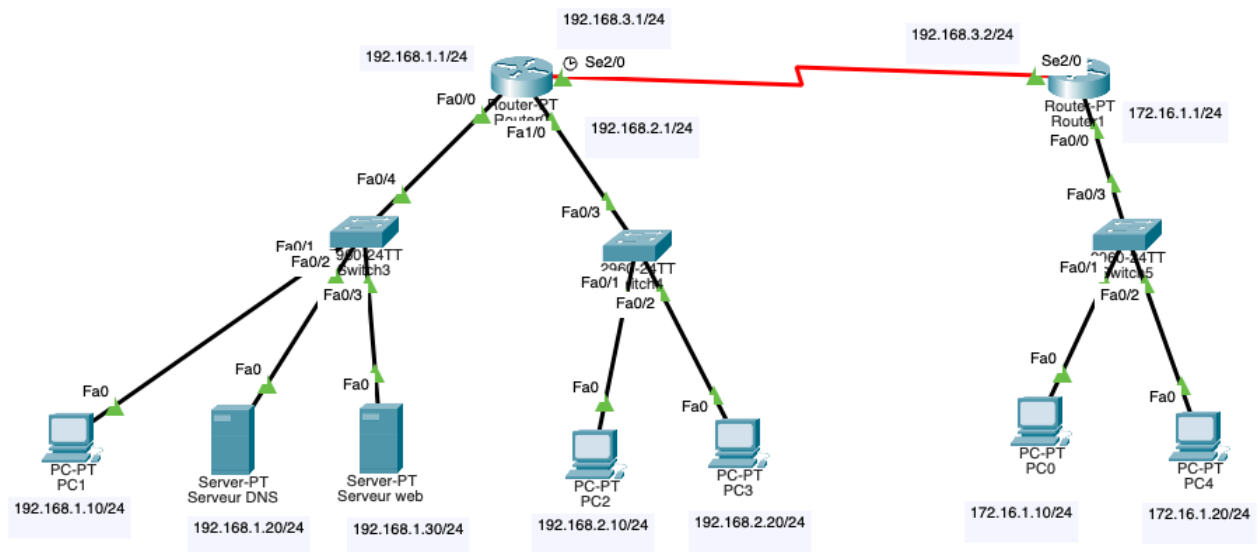 192.168.3.1/24
192.168.3.2/24
192.168.1.1/24
Se2/0
Se2/0
Router-PT
Fa0/0
Fa1/0
192.168.2.1/24
Router-PT
Router1
172.16.1.1/24
Fa0/0
Fa0/4
Fa0/3
Fa0/3
Fa0/1
Fa0/2
Switch3
Fa0/3
2960-24TT
Fa0/1
Fa0/2
Fa0/1
Fa0/2
Fa0
Fa0
Fa0
Fa0
Fa0
Fa0
Fa0
PC-PT
PC1
192.168.1.10/24
Server-PT
Serveur DNS
192.168.1.20/24
Server-PT
Serveur web
192.168.1.30/24
PC-PT
PC2
192.168.2.10/24
PC-PT
PC3
192.168.2.20/24
PC-PT
PC0
172.16.1.10/24
PC-PT
PC4
172.16.1.20/24